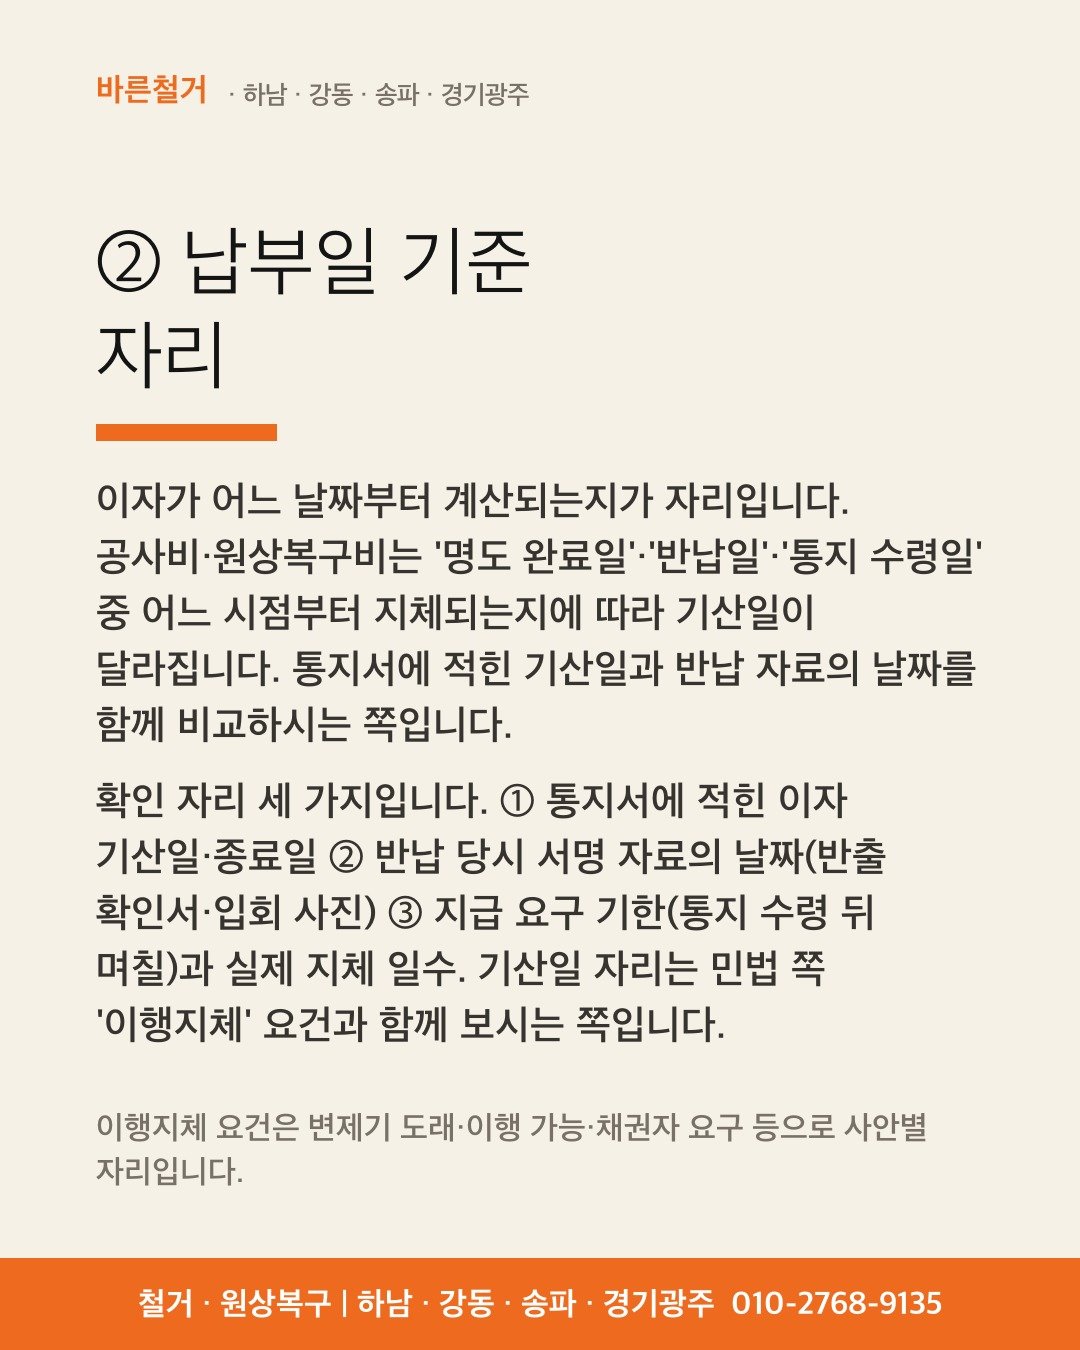 바른철거 · 하남 · 강동 · 송파 · 경기광주
② 납부일 기준
자리
이자가 어느 날짜부터 계산되는지가 자리입니다.
공사비·원상복구비는 '명도 완료일'·'반납일'·'통지 수령일'
중 어느 시점부터 지체되는지에 따라 기산일이
달라집니다. 통지서에 적힌 기산일과 반납 자료의 날짜를
함께 비교하시는 쪽입니다.
확인 자리 세 가지입니다. ① 통지서에 적힌 이자
기산일·종료일 ② 반납 당시 서명 자료의 날짜(반출
확인서·입회 사진) ③ 지급 요구 기한(통지 수령 뒤
며칠)과 실제 지체 일수. 기산일 자리는 민법 쪽
'이행지체' 요건과 함께 보시는 쪽입니다.
이행지체 요건은 변제기 도래·이행 가능·채권자 요구 등으로 사안별
자리입니다.
철거 · 원상복구 | 하남 · 강동 · 송파 · 경기광주 010-2768-9135